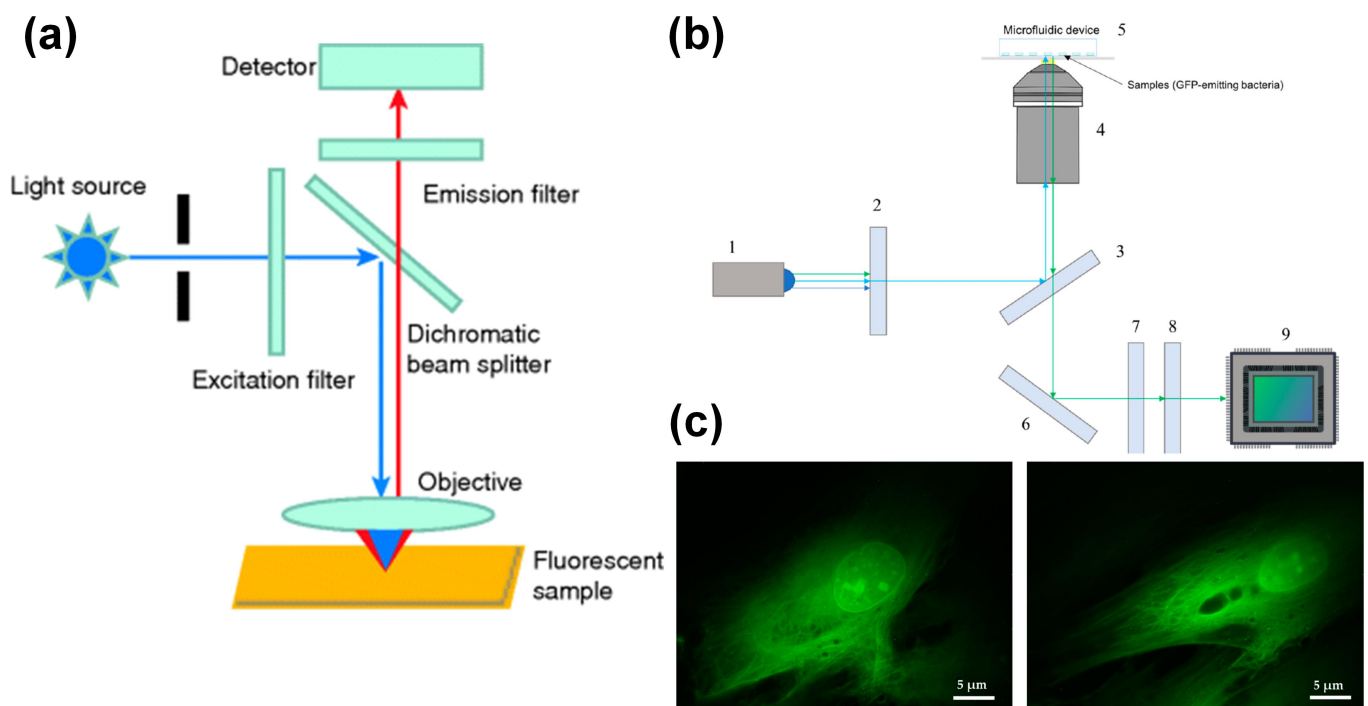 (a)
Detector
Light source
Emission filter
Excitation filter
Dichromatic
beam splitter
Objective
Fluorescent
sample
(b)
Microfluidic device 5
Samples (GFP-emitting bacteria)
4
2
1
3
7 8 9
6
(c)
5 µm
5 µm